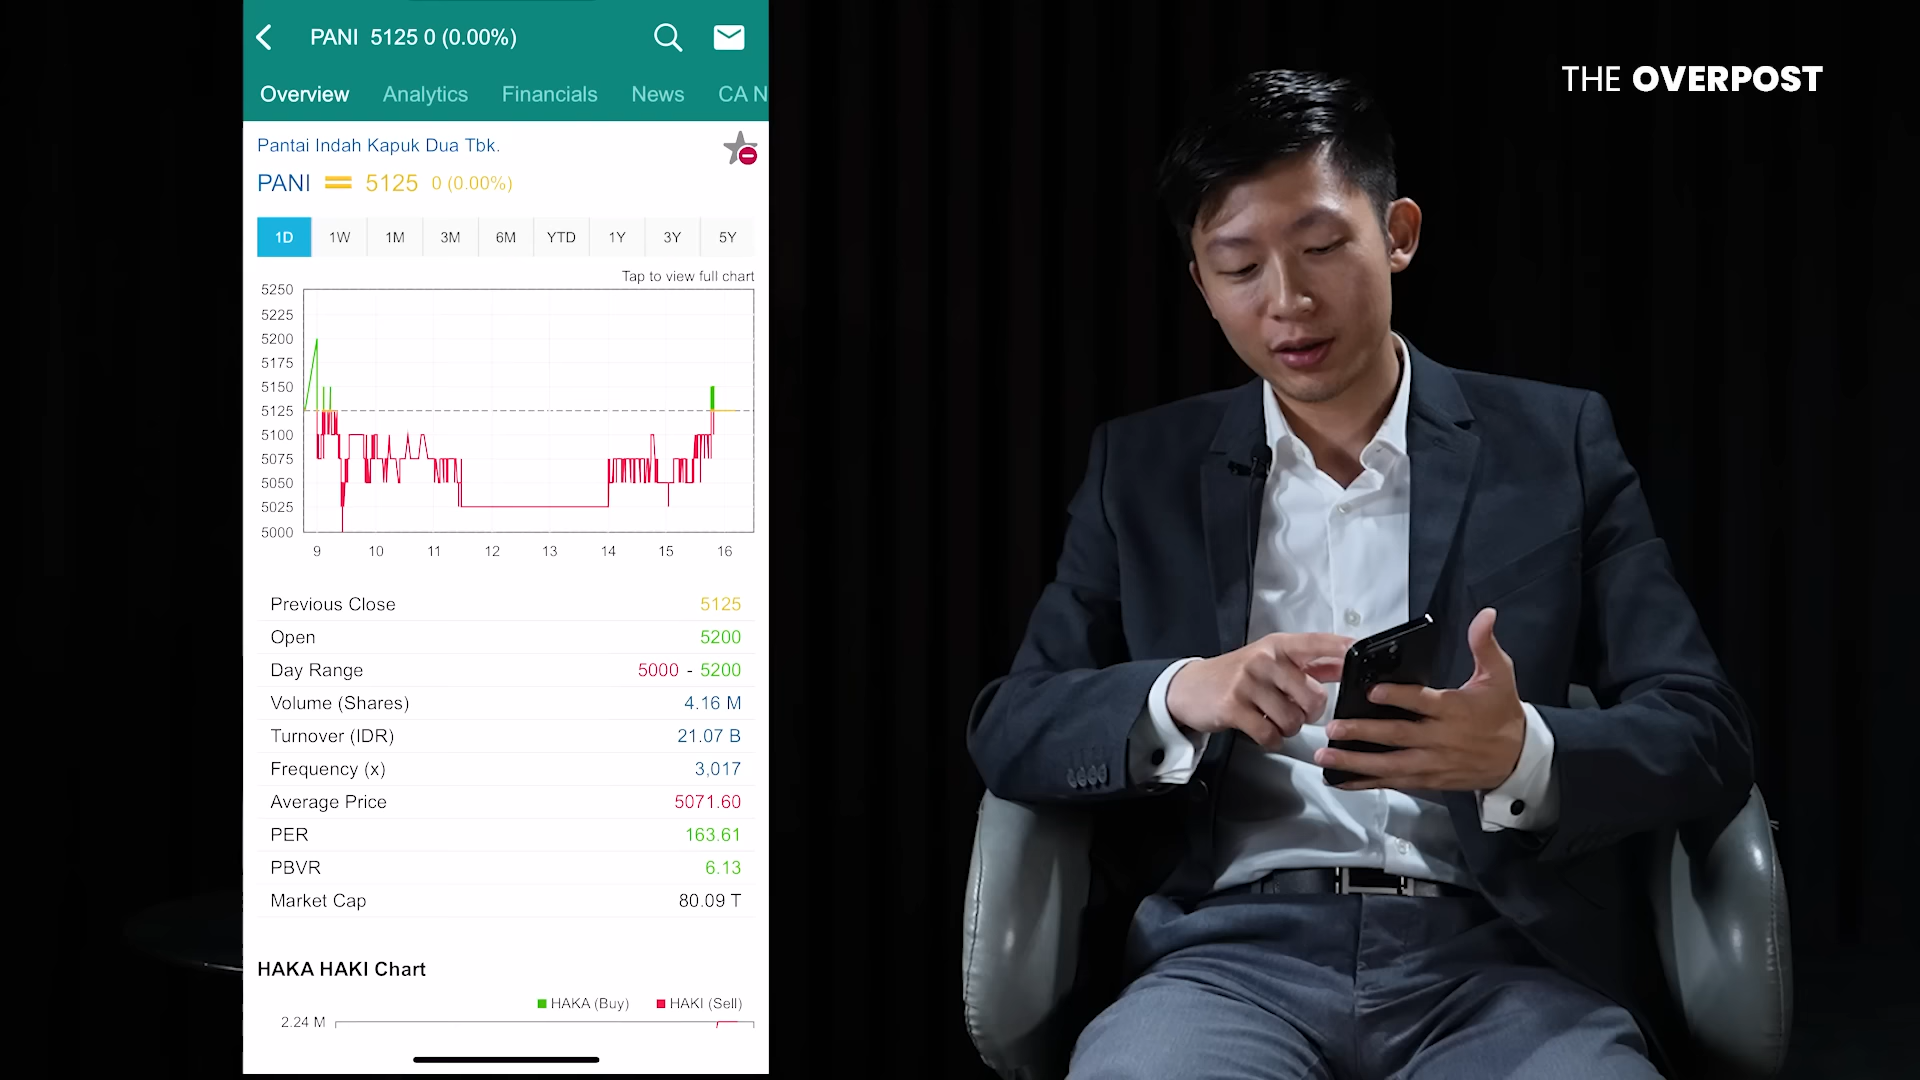 PANI 5125 0 (0.00%)
Overview Analytics Financials News CA N
THE OVERPOST
Pantai Indah Kapuk Dua Tbk.
PANI 5125 0 (0.00%)
1D 1W 1M 3M 6M YTD 1Y 3Y 5Y
Tap to view full chart
5250
5225
5200
5175
5150
5125
5100
5075
5050
5025
5000
9 10 11 12 13 14 15 16
Previous Close 5125
Open 5200
Day Range 5000 - 5200
Volume (Shares) 4.16 M
Turnover (IDR) 21.07 B
Frequency (x) 3,017
Average Price 5071.60
PER 163.61
PBVR 6.13
Market Cap 80.09 T
HAKA HAKI Chart
HAKA (Buy) HAKI (Sell)
2.24 M